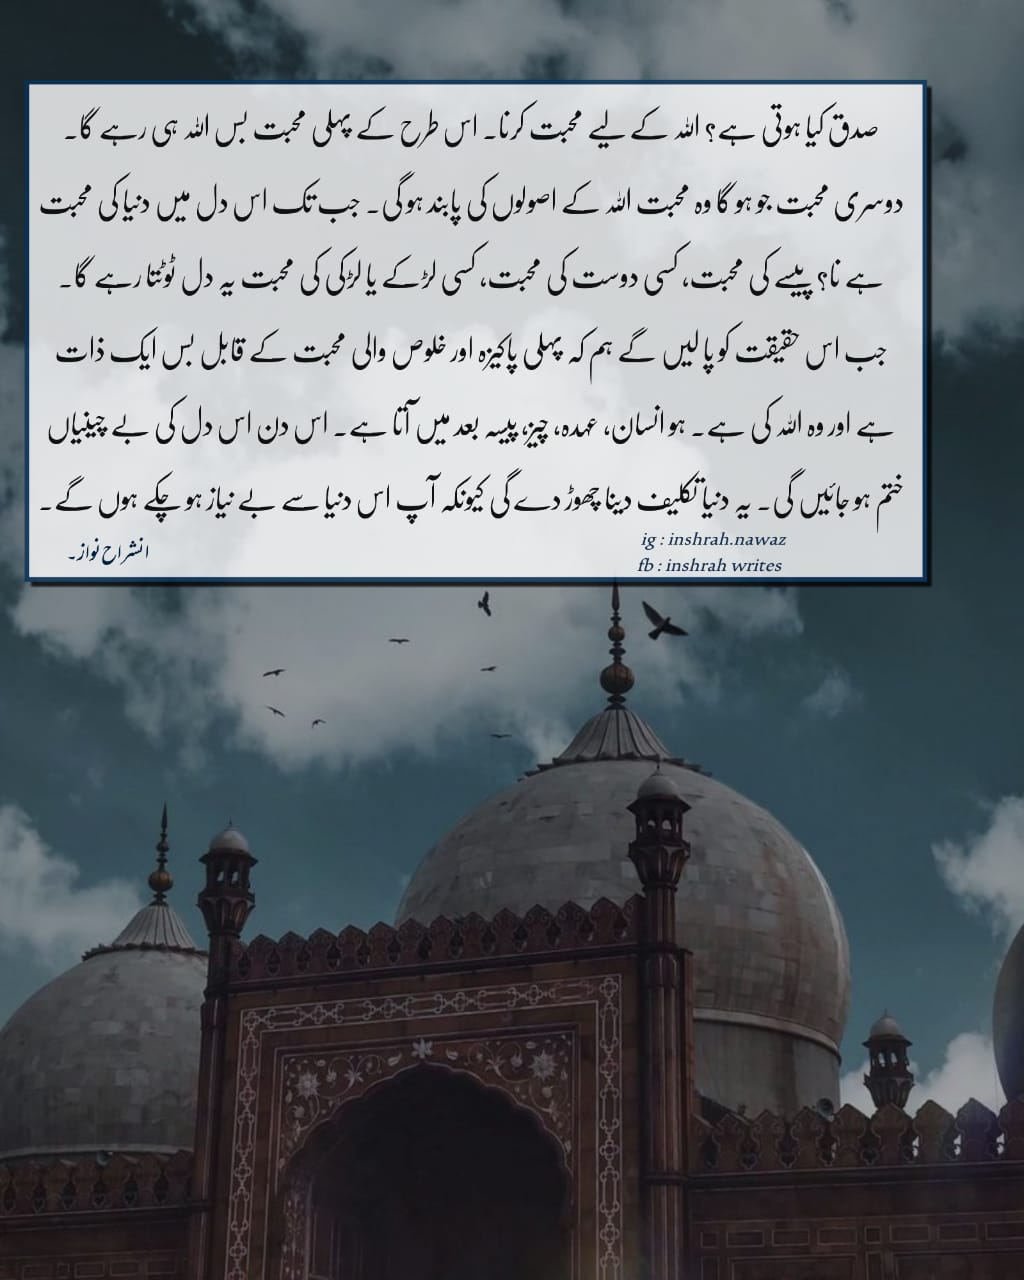 صدق کیا ہوتی ہے؟ اللہ کے لیے محبت کرنا۔ اس طرح کے پہلی محبت بس اللہ ہی رہے گا۔
دوسری محبت جو ہو گا وہ محبت اللہ کے اصولوں کی پابند ہو گی۔ جب تک اس دل میں دنیا کی محبت
ہے نا؟ پیسے کی محبت، کسی دوست کی محبت، کسی لڑکے یا لڑکی کی محبت یہ دل ٹوٹتا رہے گا۔
جب اس حقیقت کو پا لیں گے ہم کہ پہلی پاکیزہ اور خلوص والی محبت کے قابل بس ایک ذات
ہے اور وہ اللہ کی ہے۔ ہو انسان، عہدہ، چیز، پیسہ بعد میں آتا ہے۔ اس دن اس دل کی بے چینیاں
ختم ہو جائیں گی۔ یہ دنیا تکلیف دینا چھوڑ دے گی کیونکہ آپ اس دنیا سے بے نیاز ہو چکے ہوں گے۔
ig : inshrah.nawaz
انشراح نواز۔
fb : inshrah writes